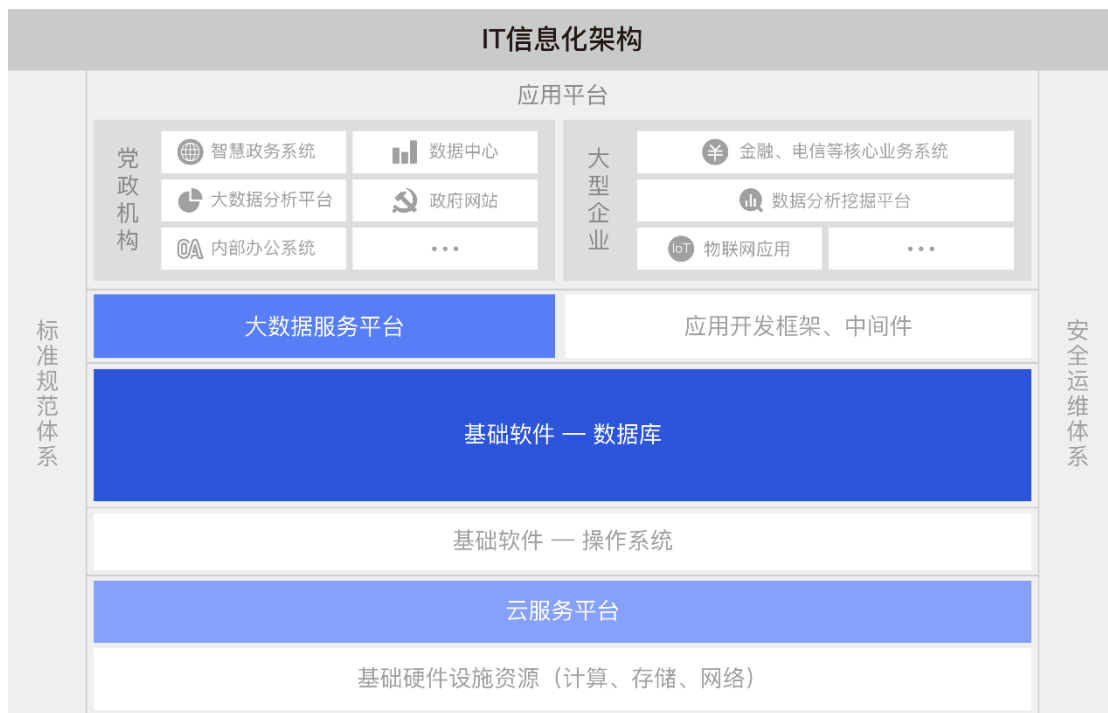 IT信息化架构
应用平台
党政机构
智慧政务系统
数据中心
大数据分析平台
政府网站
OA 内部办公系统
...
大型企业
金融、电信等核心业务系统
数据分析挖掘平台
IoT 物联网应用
...
标准规范体系
大数据服务平台
应用开发框架、中间件
基础软件 — 数据库
基础软件 — 操作系统
云服务平台
基础硬件设施资源（计算、存储、网络）
安全运维体系